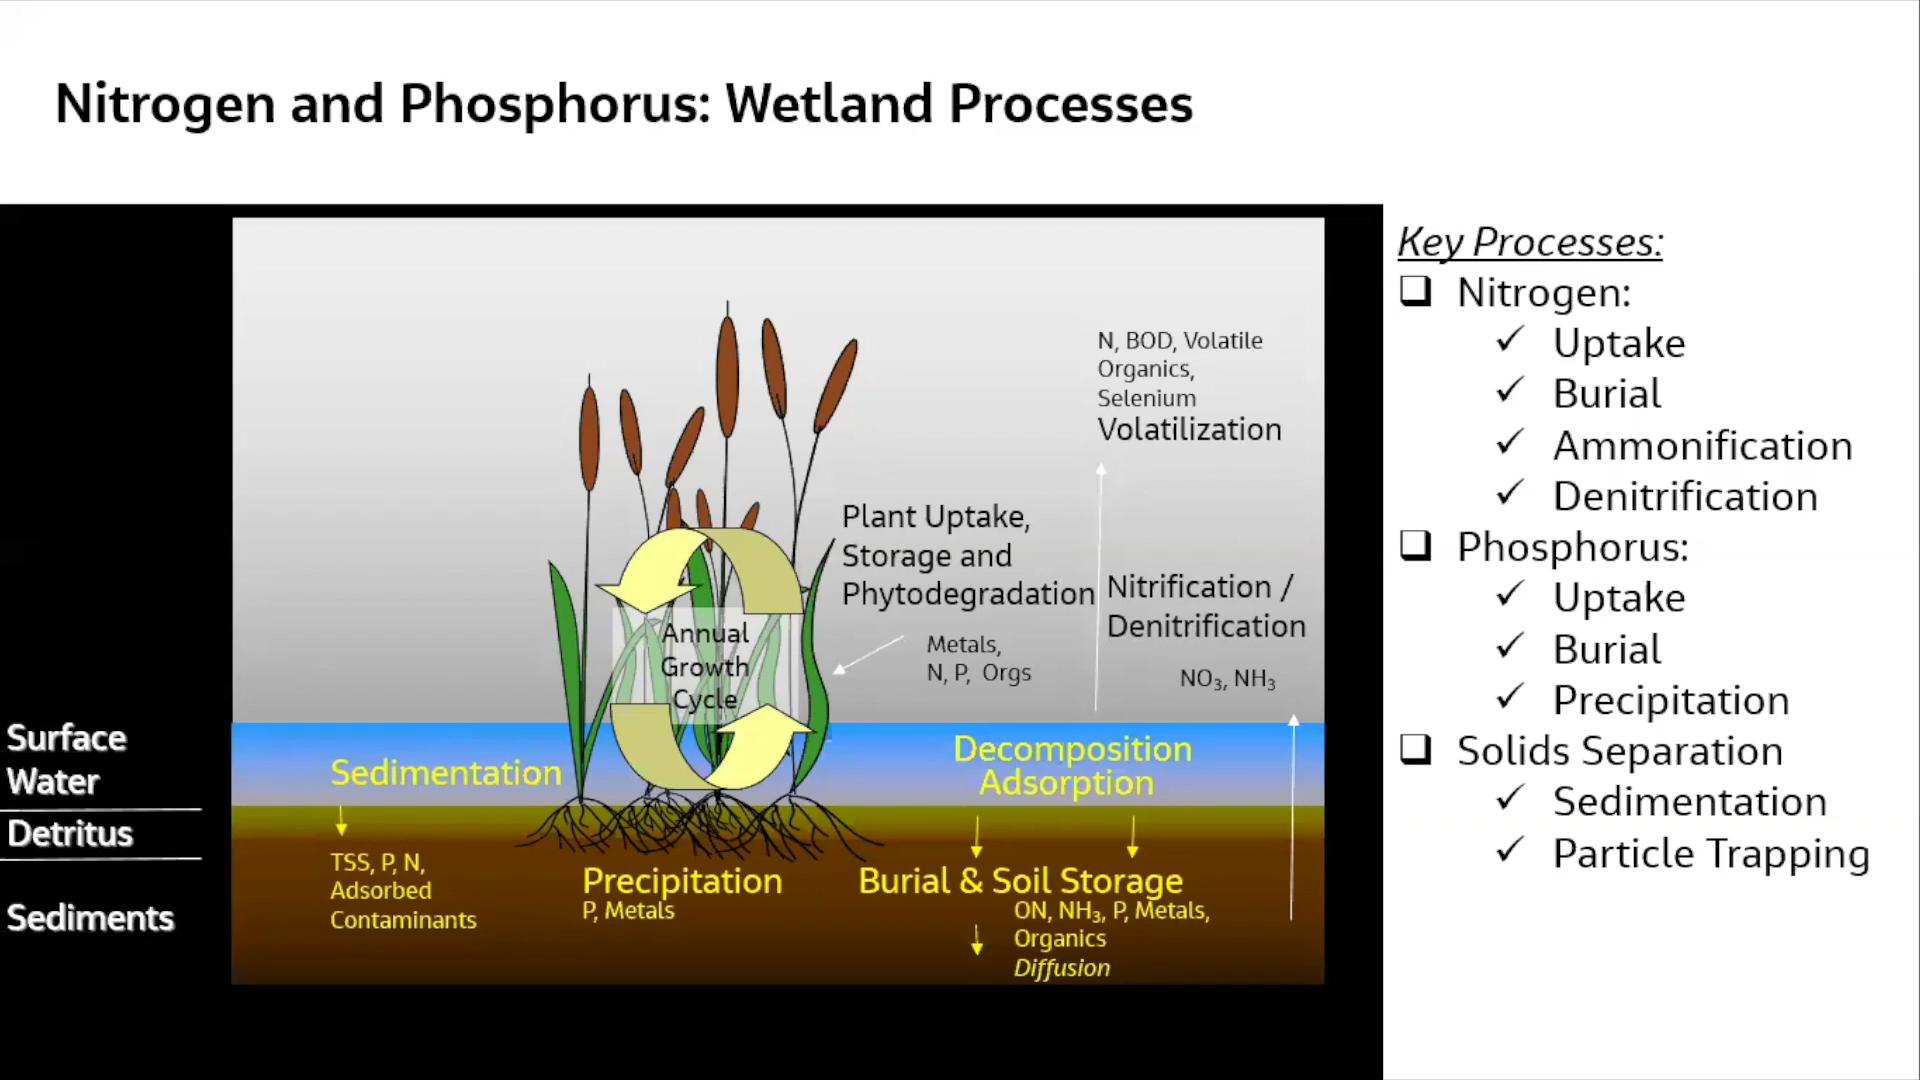 Nitrogen and Phosphorus: Wetland Processes
N, BOD, Volatile
Organics,
Selenium
Volatilization
Plant Uptake,
Storage and
Phytodegradation
Metals,
N, P, Orgs
Nitrification /
Denitrification
NO₃, NH₃
Annual
Growth
Cycle
Surface
Water
Detritus
Sediments
Sedimentation
TSS, P, N,
Adsorbed
Contaminants
Precipitation
P, Metals
Decomposition
Adsorption
Burial & Soil Storage
ON, NH₃, P, Metals,
Organics
Diffusion
Key Processes:
❑ Nitrogen:
✓ Uptake
✓ Burial
✓ Ammonification
✓ Denitrification
❑ Phosphorus:
✓ Uptake
✓ Burial
✓ Precipitation
❑ Solids Separation
✓ Sedimentation
✓ Particle Trapping